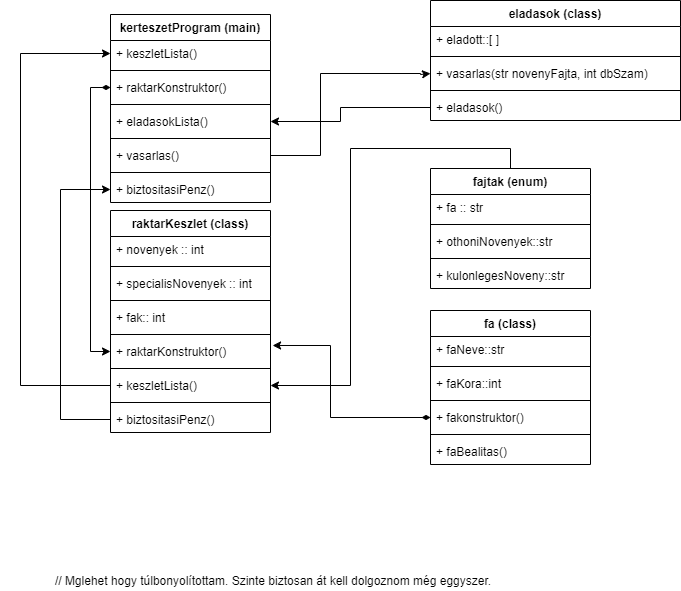 kerteszetProgram (main)
+ keszletLista()
+ raktarKonstruktor()
+ eladasokLista()
+ vasarlas()
+ biztositasiPenz()
raktarKeszlet (class)
+ novenyek :: int
+ specialisNovenyek :: int
+ fak:: int
+ raktarKonstruktor()
+ keszletLista()
+ biztositasiPenz()
eladasok (class)
+ eladott::[ ]
+ vasarlas(str novenyFajta, int dbSzam)
+ eladasok()
fajtak (enum)
+ fa :: str
+ othoniNovenyek::str
+ kulonlegesNoveny::str
fa (class)
+ faNeve::str
+ faKora::int
+ fakonstruktor()
+ faBealitas()
// Mglehet hogy túlbonyolítottam. Szinte biztosan át kell dolgoznom még eggyszer.